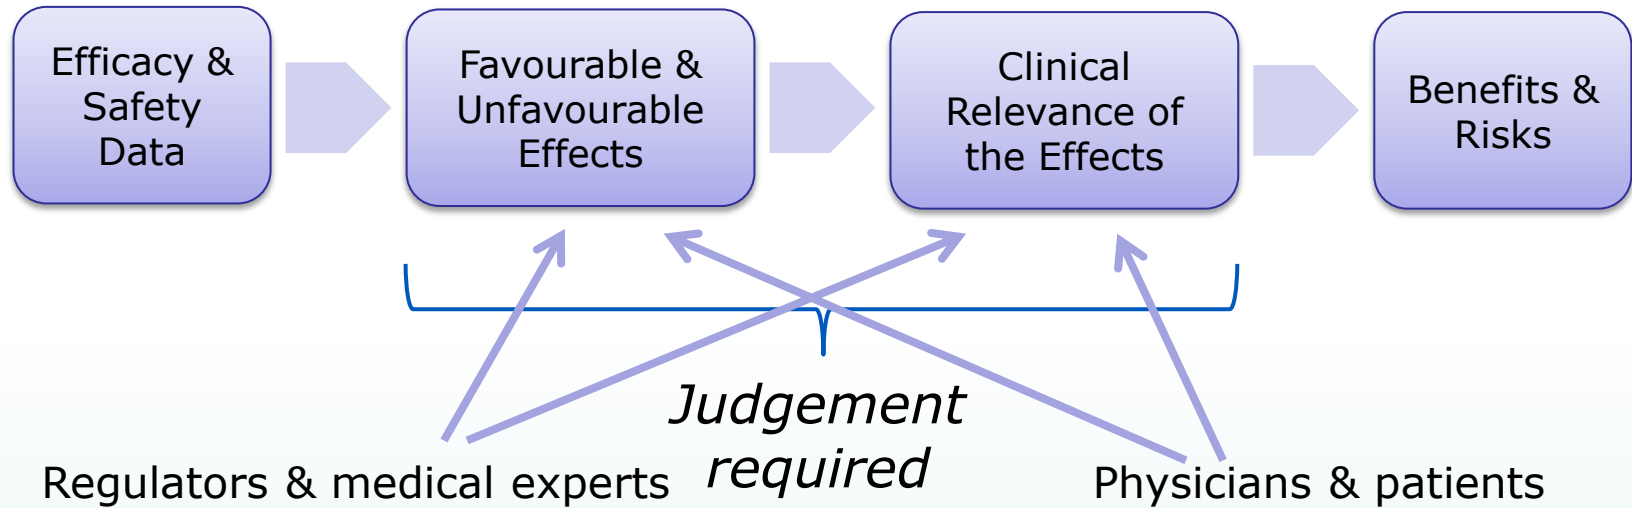 Efficacy &
Safety
Data
Favourable &
Unfavourable
Effects
Clinical
Relevance of
the Effects
Benefits &
Risks
Judgement
required
Regulators & medical experts
Physicians & patients